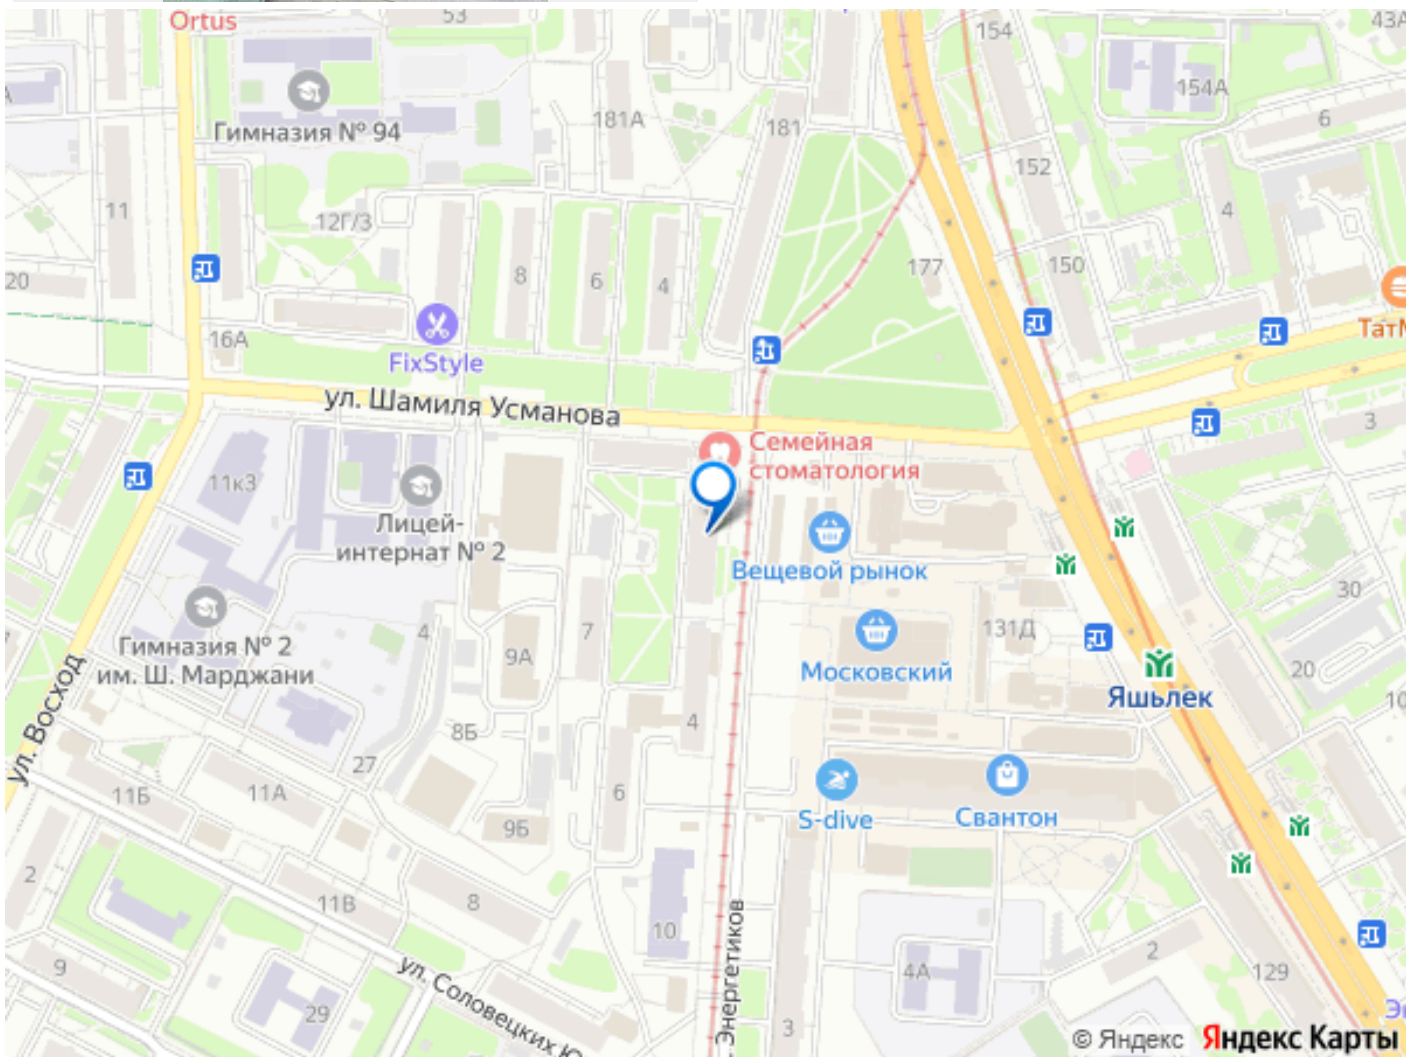 Ortus
53
154
43А
154А
Гимназия № 94
181А
181
6
152
11
12Г/3
4
8
6
4
177
150
20
16А
FixStyle
ТатМ
ул. Шамиля Усманова
3
Семейная
стоматология
11к3
Лицей-
интернат № 2
Вещевой рынок
30
Гимназия № 2
им. Ш. Марджани
4
7
9А
131Д
Московский
20
Яшьлек
10
ул. Восход
8Б
4
27
11Б
11А
6
9Б
S-dive
Свантон
2
11В
8
10
2
4А
129
9
29
ул. Соловецких Ю
. Энергетиков
3
© Яндекс Яндекс Карты